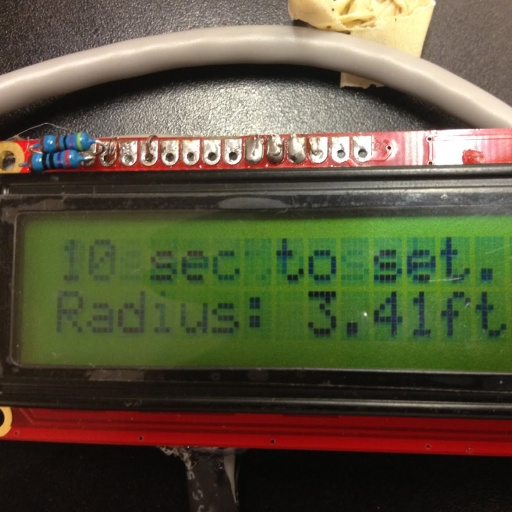 10 sec to set.
Radius: 3.41ft